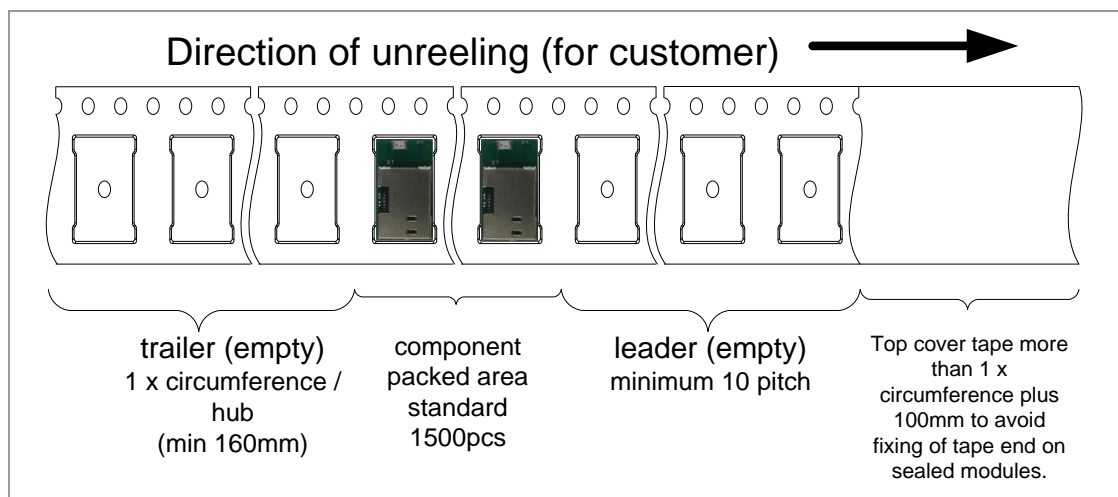 Direction of unreeling (for customer)
trailer (empty)
1 x circumference /
hub
(min 160mm)
component
packed area
standard
1500pcs
leader (empty)
minimum 10 pitch
Top cover tape more
than 1 x
circumference plus
100mm to avoid
fixing of tape end on
sealed modules.